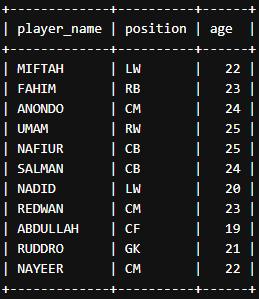 +-------------+----------+-----+
| player_name | position | age |
+-------------+----------+-----+
| MIFTAH | LW | 22 |
| FAHIM | RB | 23 |
| ANONDO | CM | 24 |
| UMAM | RW | 25 |
| NAFIUR | CB | 25 |
| SALMAN | CB | 24 |
| NADID | LW | 20 |
| REDWAN | CM | 23 |
| ABDULLAH | CF | 19 |
| RUDDRO | GK | 21 |
| NAYEER | CM | 22 |
+-------------+----------+-----+